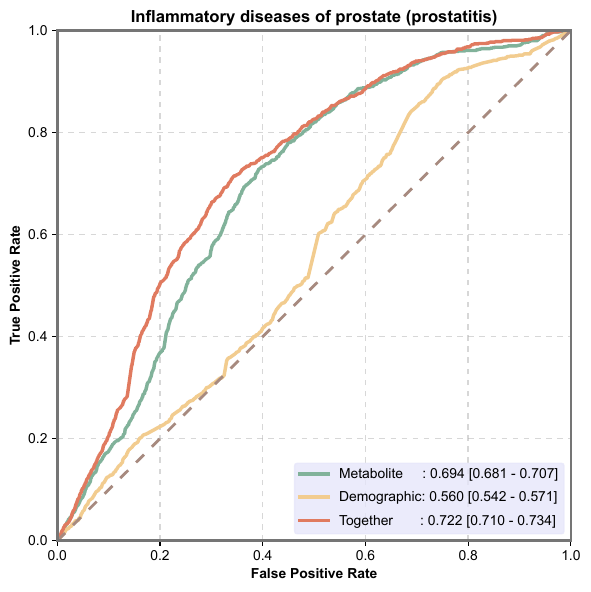 Inflammatory diseases of prostate (prostatitis)
True Positive Rate
1.0
0.8
0.6
0.4
0.2
0.0
Metabolite : 0.694 [0.681 - 0.707]
Demographic: 0.560 [0.542 - 0.571]
Together : 0.722 [0.710 - 0.734]
0.0 0.2 0.4 0.6 0.8 1.0
False Positive Rate